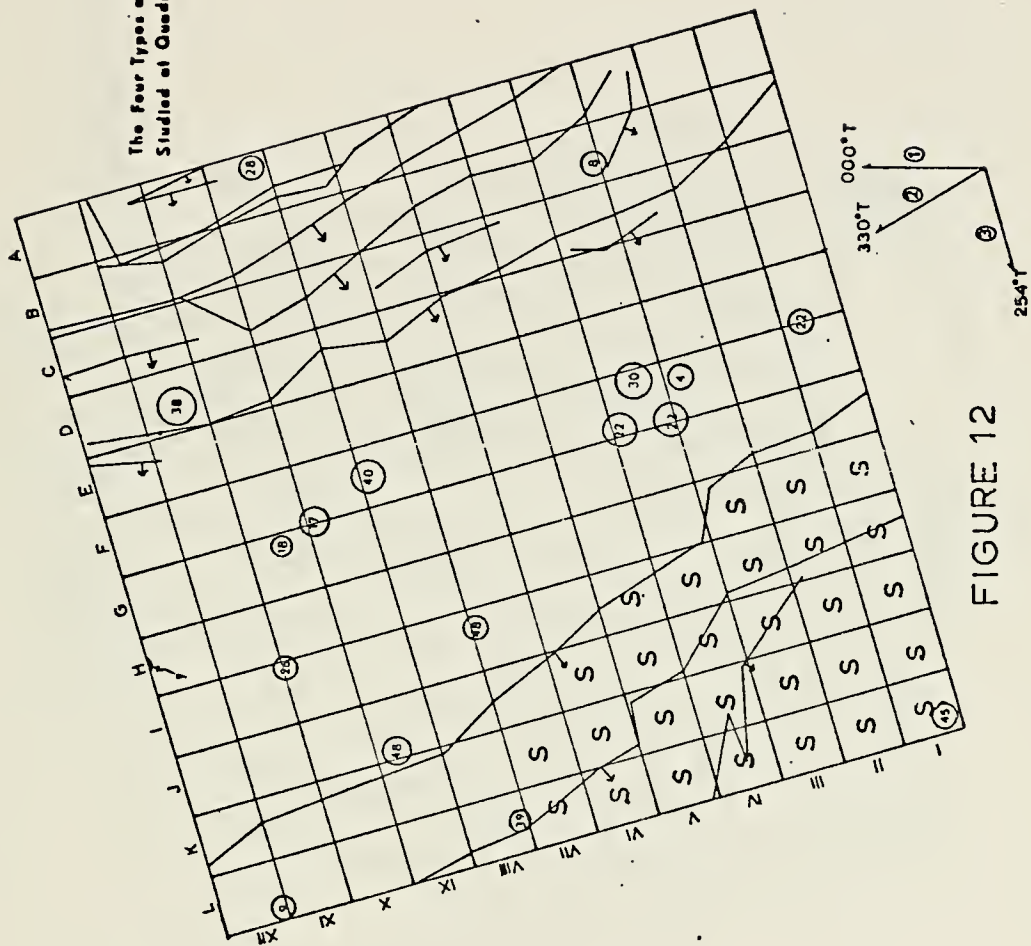 The Four Types
Studied at Quad
A
B
C
D
E
F
G
H
I
J
K
L
28
8
38
40
17
18
26
48
48
39
9
22
30
4
22
22
45
S S S
S S S S S
S S S S
S S S S
S S S S
S S S
S S
XII
XI
X
IX
VIII
VII
VI
V
IV
III
II
I
000°T
①
330°T
②
③
254°T
FIGURE 12